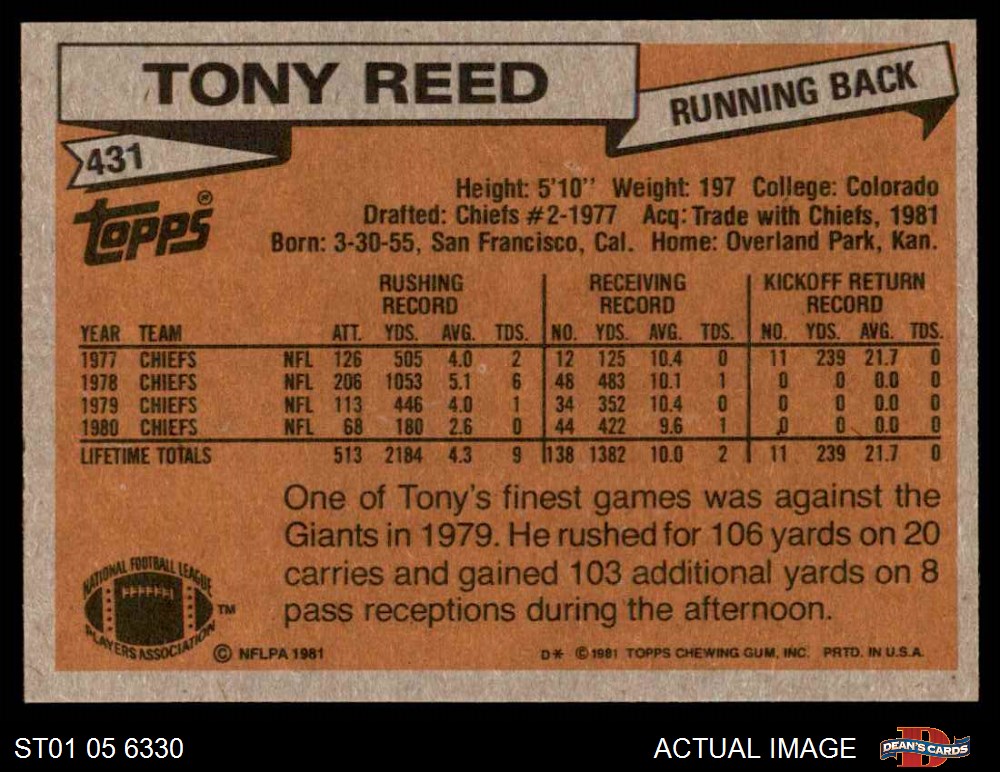 TONY REED
RUNNING BACK
431
topps®
Height: 5'10'' Weight: 197 College: Colorado
Drafted: Chiefs #2-1977 Acq: Trade with Chiefs, 1981
Born: 3-30-55, San Francisco, Cal. Home: Overland Park, Kan.
RUSHING RECORD RECEIVING RECORD KICKOFF RETURN RECORD
YEAR TEAM ATT. YDS. AVG. TDS. NO. YDS. AVG. TDS. NO. YDS. AVG. TDS.
1977 CHIEFS NFL 126 505 4.0 2 12 125 10.4 0 11 239 21.7 0
1978 CHIEFS NFL 206 1053 5.1 6 48 483 10.1 1 0 0 0.0 0
1979 CHIEFS NFL 113 446 4.0 1 34 352 10.4 0 0 0 0.0 0
1980 CHIEFS NFL 68 180 2.6 0 44 422 9.6 1 0 0 0.0 0
LIFETIME TOTALS 513 2184 4.3 9 138 1382 10.0 2 11 239 21.7 0
One of Tony's finest games was against the
Giants in 1979. He rushed for 106 yards on 20
carries and gained 103 additional yards on 8
pass receptions during the afternoon.
NATIONAL FOOTBALL LEAGUE
PLAYERS ASSOCIATION ™
© NFLPA 1981
D* © 1981 TOPPS CHEWING GUM, INC. PRTD. IN U.S.A.
ST01 05 6330
ACTUAL IMAGE
D DEAN'S CARDS